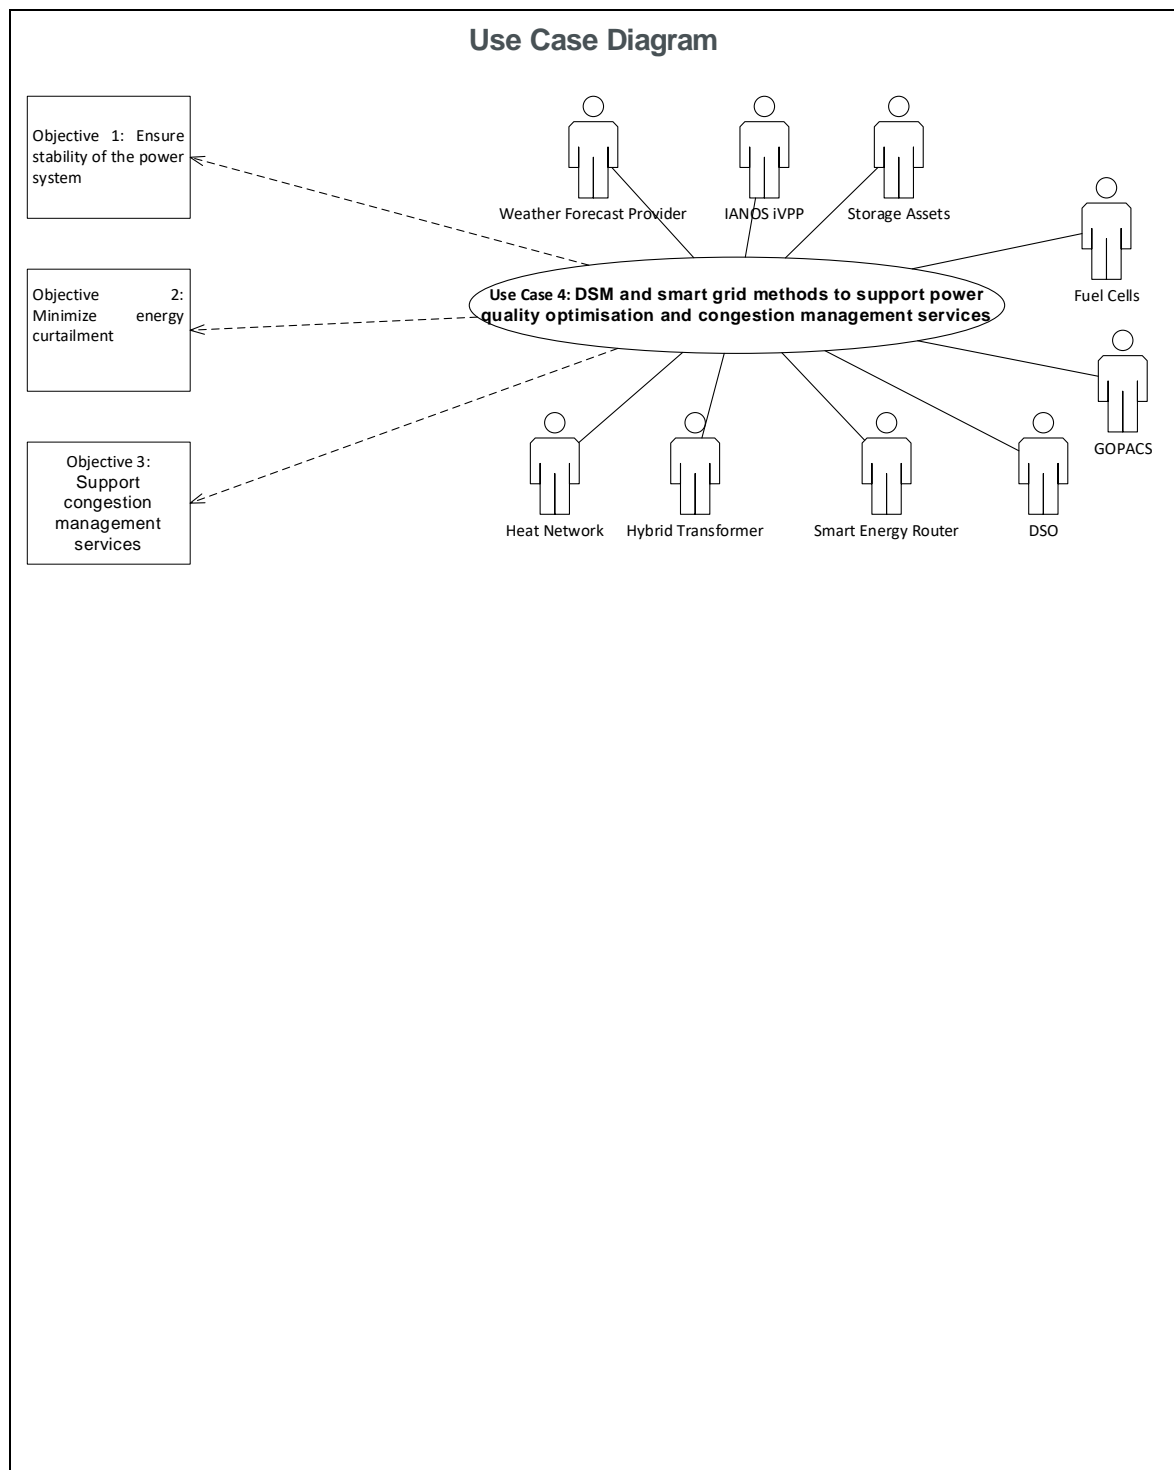 Use Case Diagram
Objective 1: Ensure
stability of the power
system
Weather Forecast Provider
IANOS iVPP
Storage Assets
Fuel Cells
Objective 2:
Minimize energy
curtailment
Use Case 4: DSM and smart grid methods to support power
quality optimisation and congestion management services
GOPACS
Objective 3:
Support
congestion
management
services
Heat Network
Hybrid Transformer
Smart Energy Router
DSO